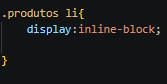 .produtos li{
    display:inline-block;
}